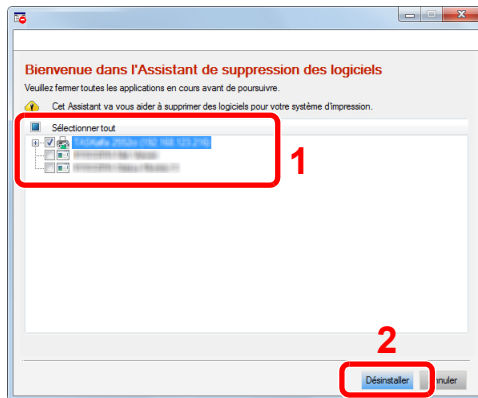 Bienvenue dans l'Assistant de suppression des logiciels
Veuillez fermer toutes les applications en cours avant de poursuivre.
Cet Assistant va vous aider à supprimer des logiciels pour votre système d'impression.
Sélectionner tout
1
2
Désinstaller